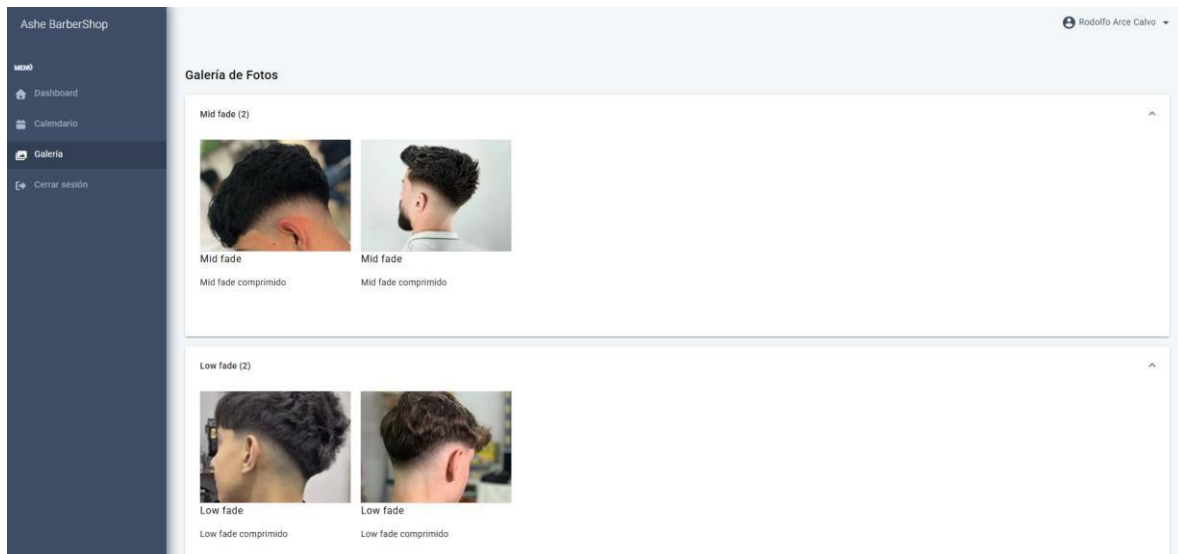 Ashe BarberShop
Rodolfo Arce Calvo
MENÚ
Dashboard
Calendario
Galería
Cerrar sesión
Galería de Fotos
Mid fade (2)
Mid fade
Mid fade
Mid fade comprimido
Mid fade comprimido
Low fade (2)
Low fade
Low fade
Low fade comprimido
Low fade comprimido